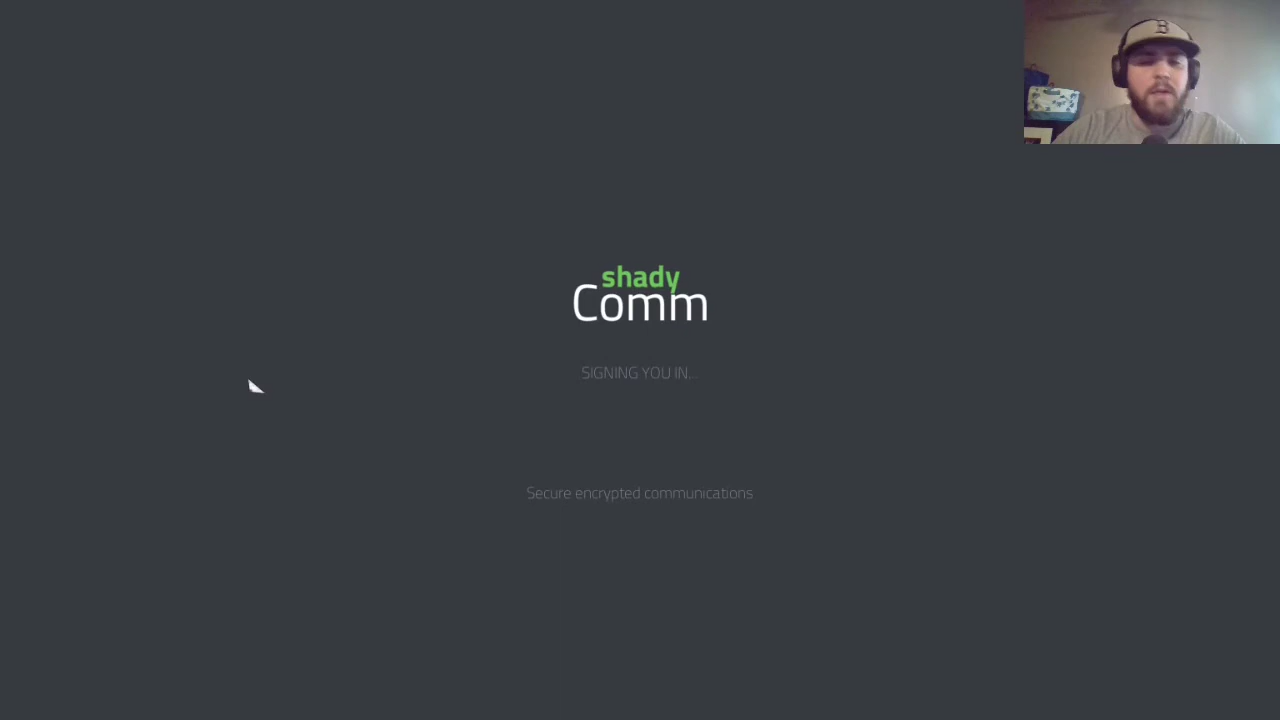 B
shady
Comm
SIGNING YOU IN...
Secure encrypted communications